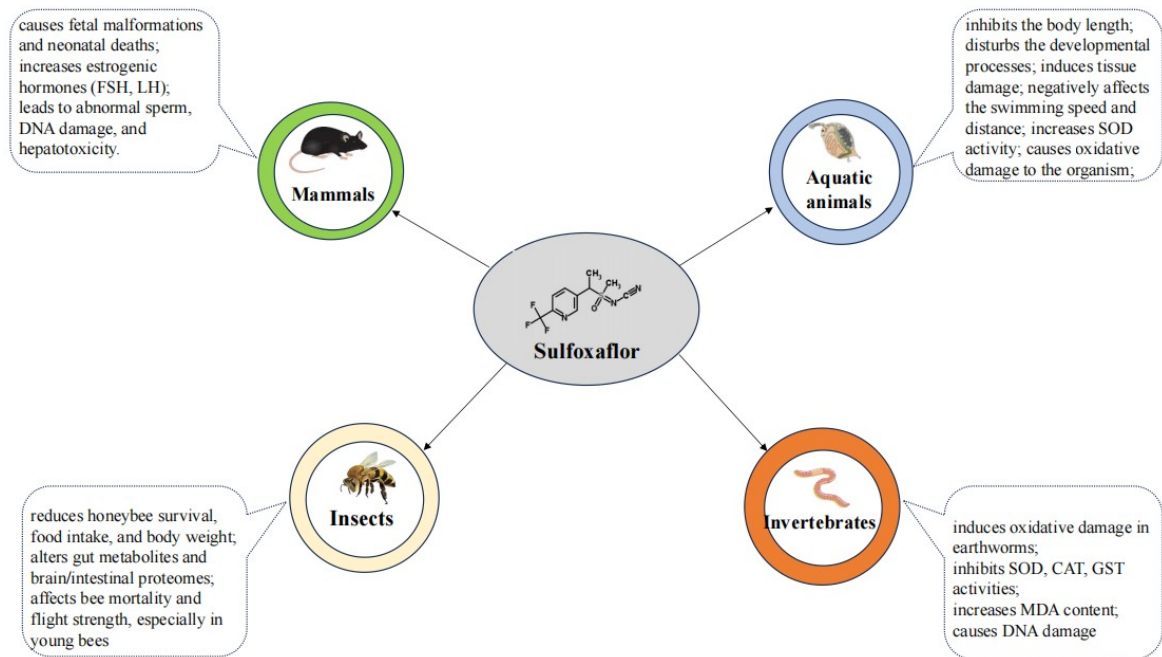 causes fetal malformations
and neonatal deaths;
increases estrogenic
hormones (FSH, LH);
leads to abnormal sperm,
DNA damage, and
hepatotoxicity.
Mammals
inhibits the body length;
disturbs the developmental
processes; induces tissue
damage; negatively affects
the swimming speed and
distance; increases SOD
activity; causes oxidative
damage to the organism;
Aquatic
animals
CH₃
CH₃
F
F
F
N
O
S
N
C
N
Sulfoxaflor
reduces honeybee survival,
food intake, and body weight;
alters gut metabolites and
brain/intestinal proteomes;
affects bee mortality and
flight strength, especially in
young bees
Insects
Invertebrates
induces oxidative damage in
earthworms;
inhibits SOD, CAT, GST
activities;
increases MDA content;
causes DNA damage